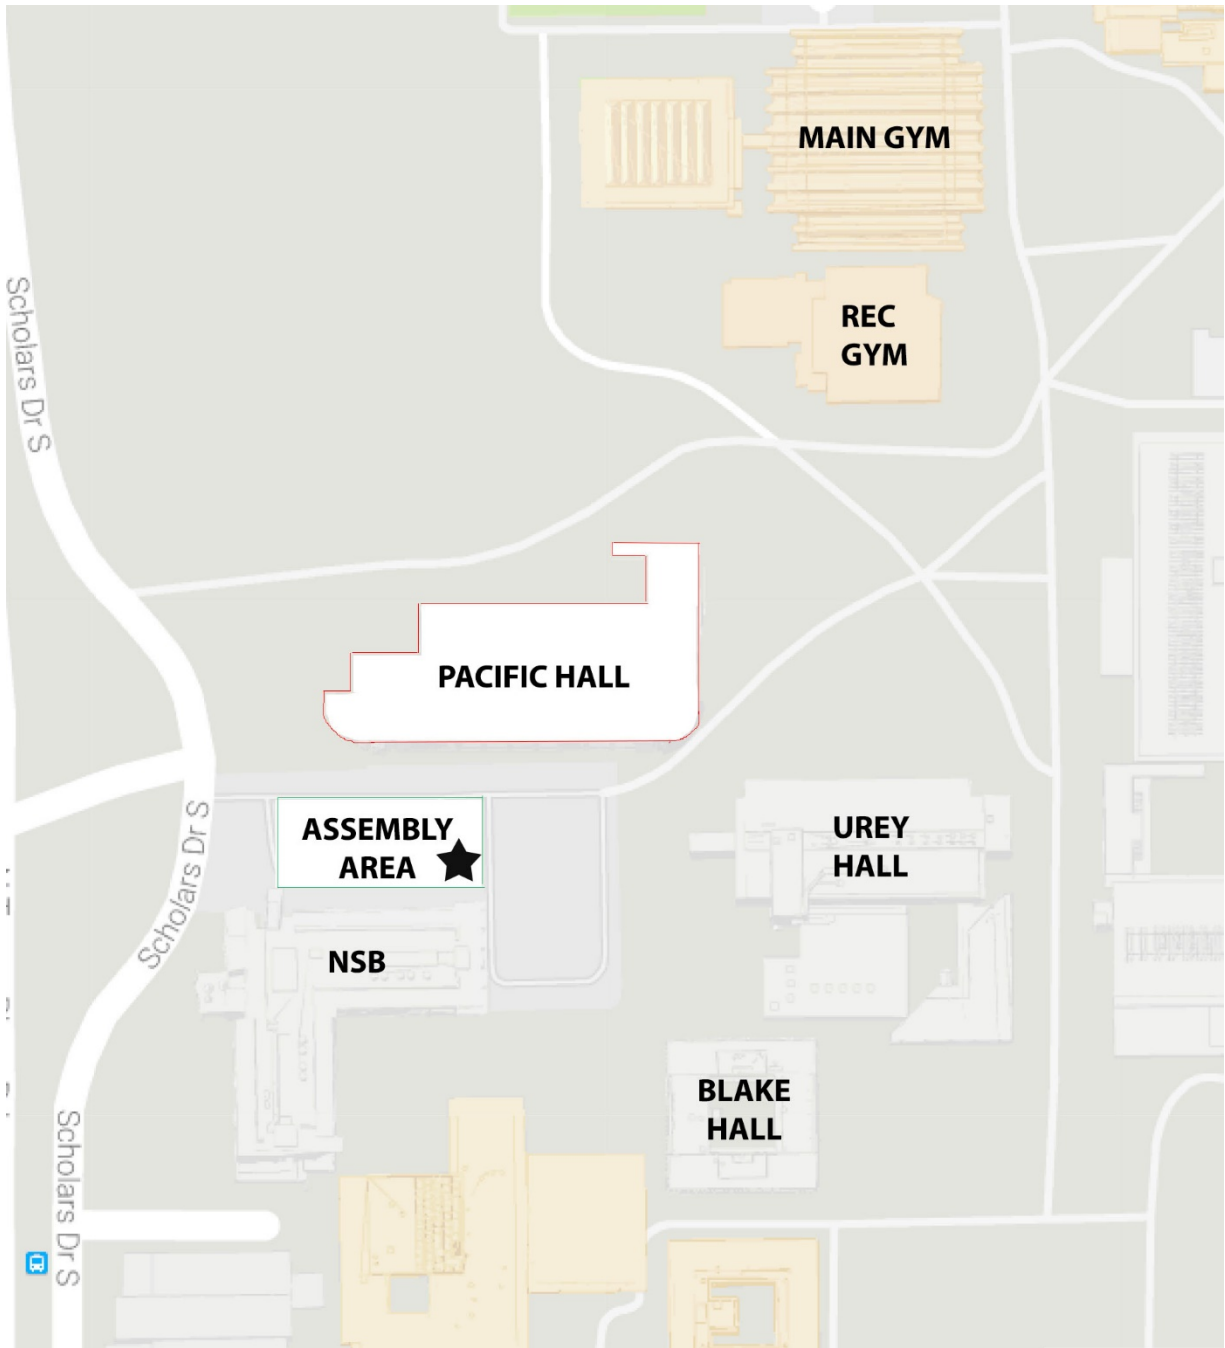 MAIN GYM
REC
GYM
Scholars Dr S
PACIFIC HALL
ASSEMBLY
AREA
UREY
HALL
Scholars Dr S
NSB
BLAKE
HALL
Scholars Dr S